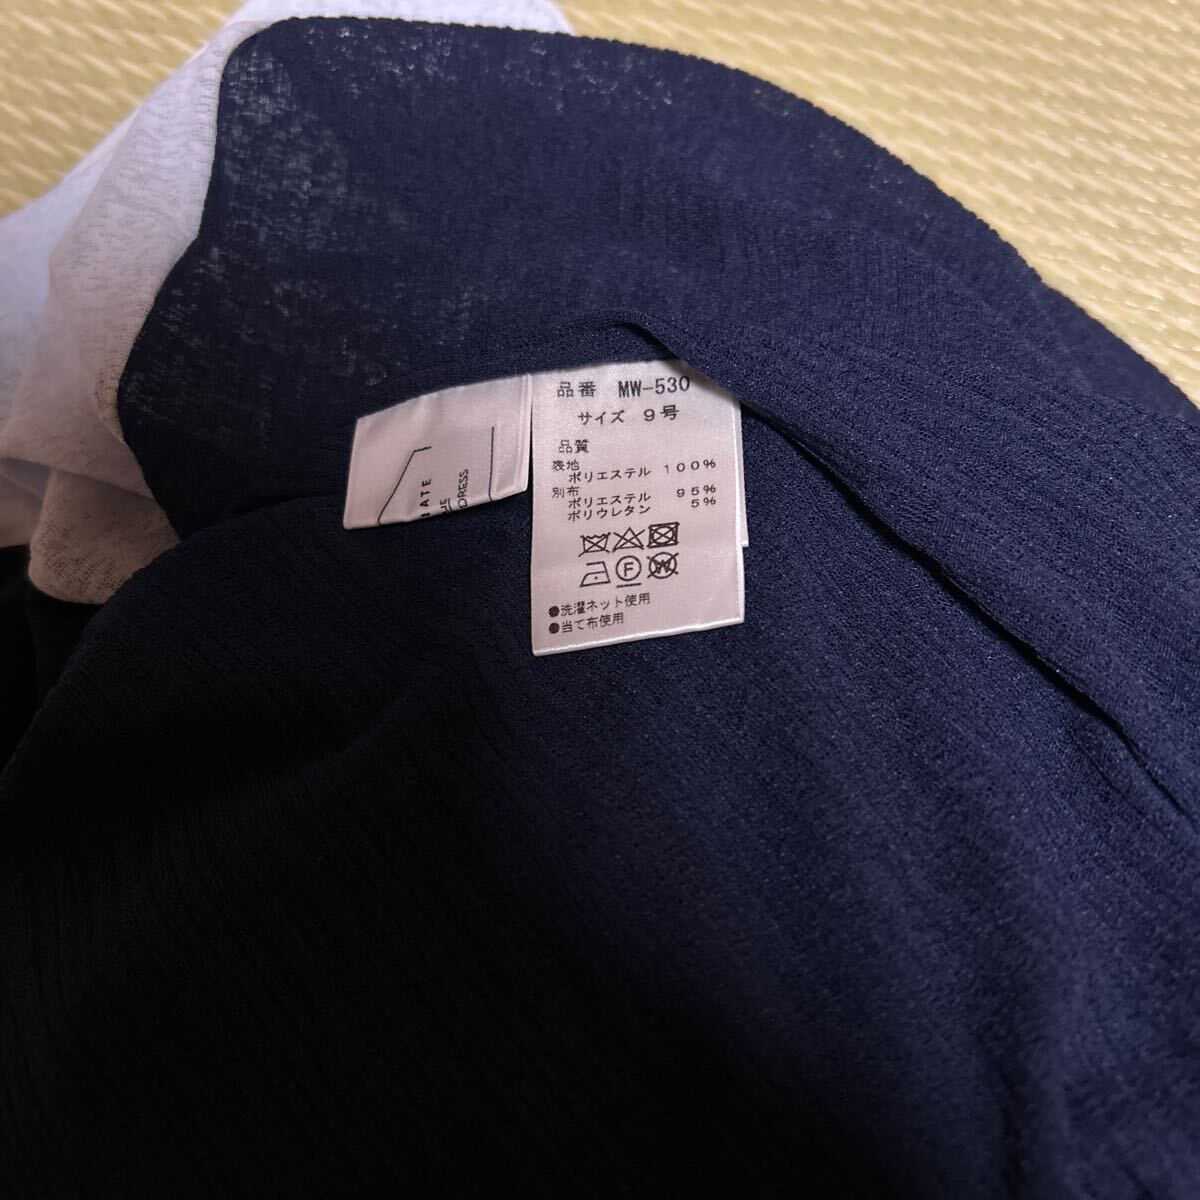 品番 MW-530
サイズ 9号
品質
表地
ポリエステル 100%
別布
ポリエステル 95%
ポリウレタン 5%
F
W
●洗濯ネット使用
●当て布使用
DRESS